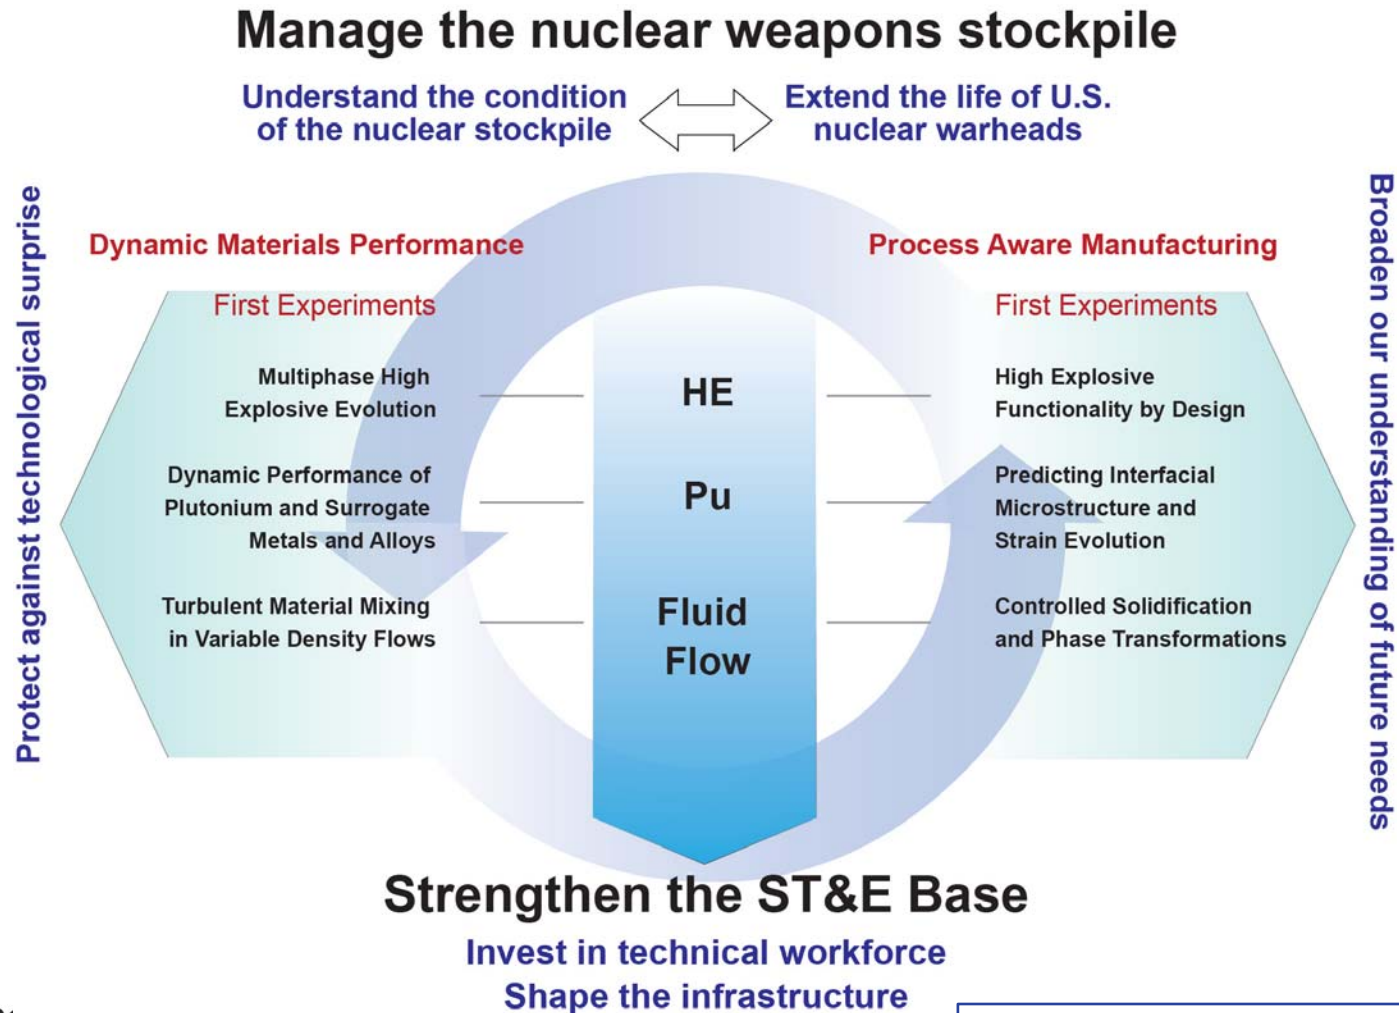 Manage the nuclear weapons stockpile
Understand the condition
of the nuclear stockpile
Extend the life of U.S.
nuclear warheads
Protect against technological surprise
Dynamic Materials Performance
First Experiments
Multiphase High
Explosive Evolution
Dynamic Performance of
Plutonium and Surrogate
Metals and Alloys
Turbulent Material Mixing
in Variable Density Flows
HE
Pu
Fluid
Flow
Process Aware Manufacturing
First Experiments
High Explosive
Functionality by Design
Predicting Interfacial
Microstructure and
Strain Evolution
Controlled Solidification
and Phase Transformations
Broaden our understanding of future needs
Strengthen the ST&E Base
Invest in technical workforce
Shape the infrastructure